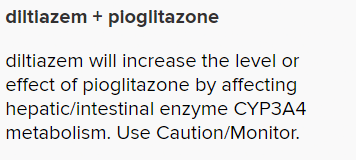 diltiazem + pioglitazone
diltiazem will increase the level or
effect of pioglitazone by affecting
hepatic/intestinal enzyme CYP3A4
metabolism. Use Caution/Monitor.